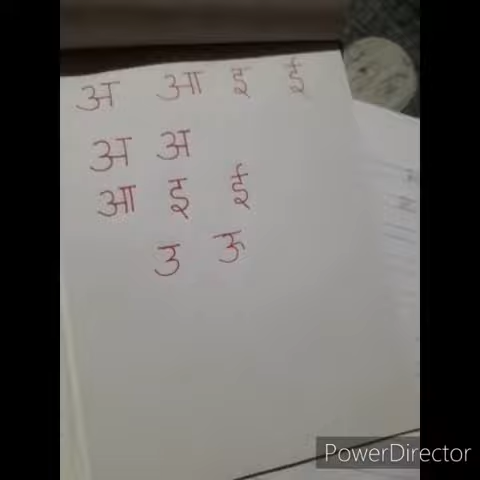 अ आ इ ई
अ अ
आ इ ई
उ ऊ
PowerDirector